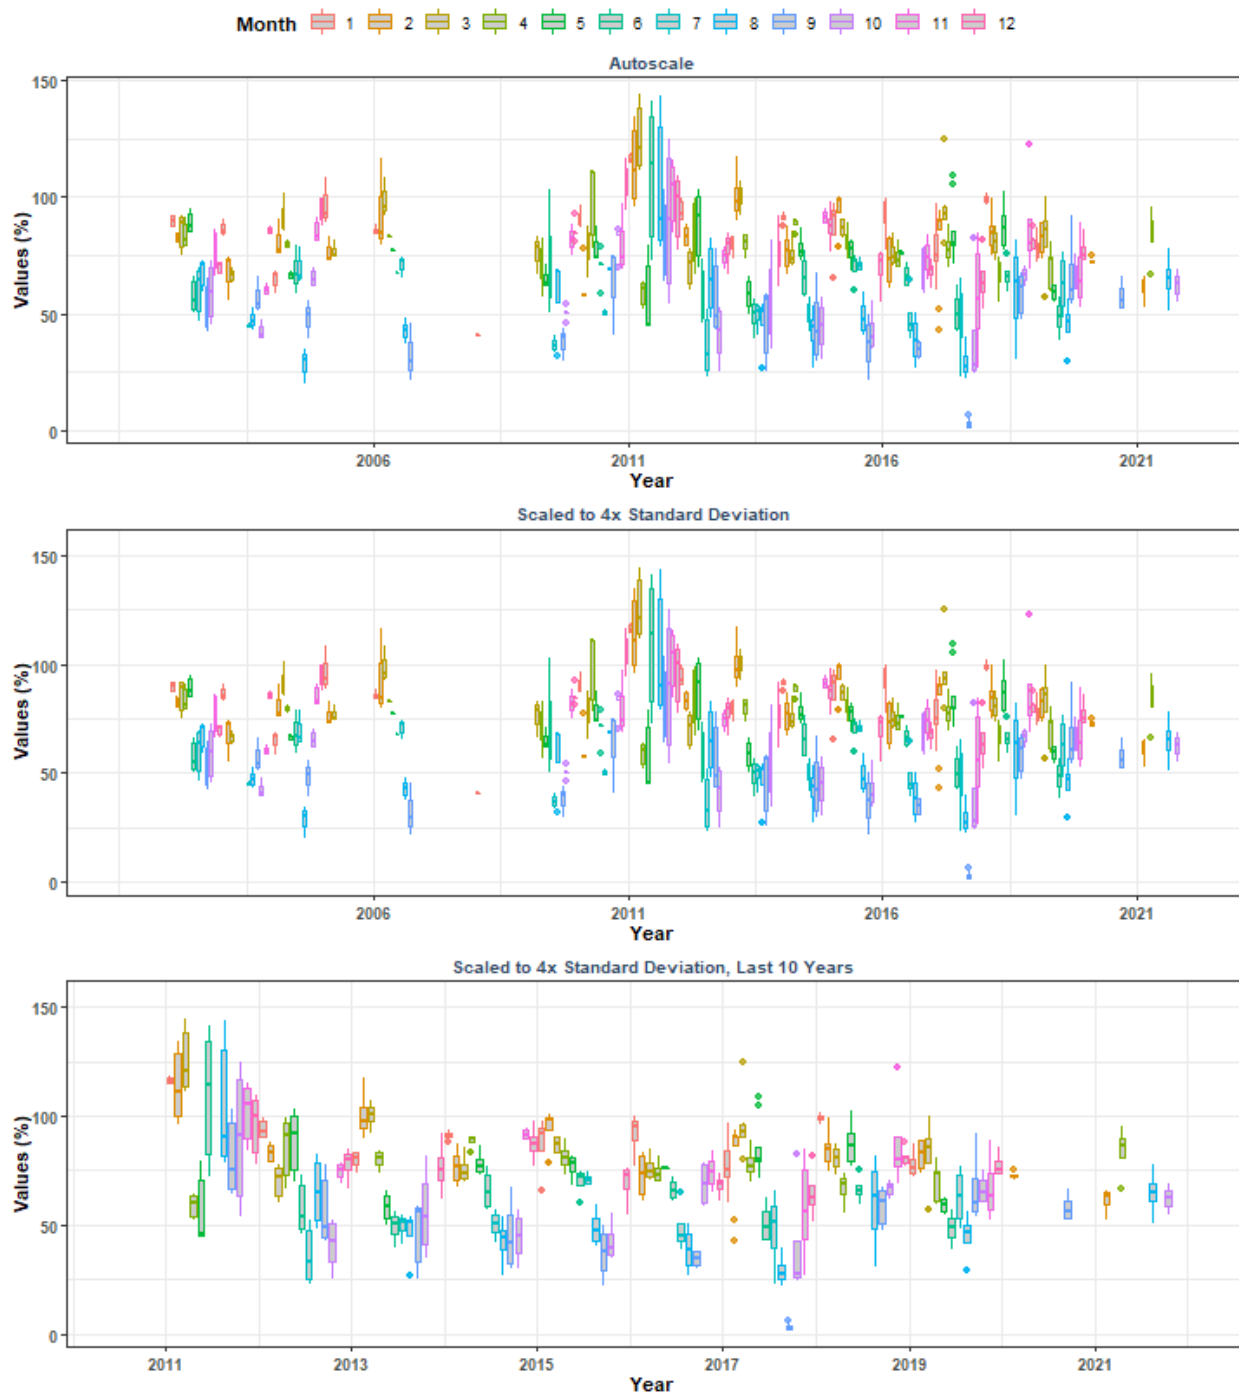 Month 1 2 3 4 5 6 7 8 9 10 11 12
Autoscale
Values (%)
150
100
50
0
2006 2011 2016 2021
Year
Scaled to 4x Standard Deviation
Values (%)
150
100
50
0
2006 2011 2016 2021
Year
Scaled to 4x Standard Deviation, Last 10 Years
Values (%)
150
100
50
0
2011 2013 2015 2017 2019 2021
Year